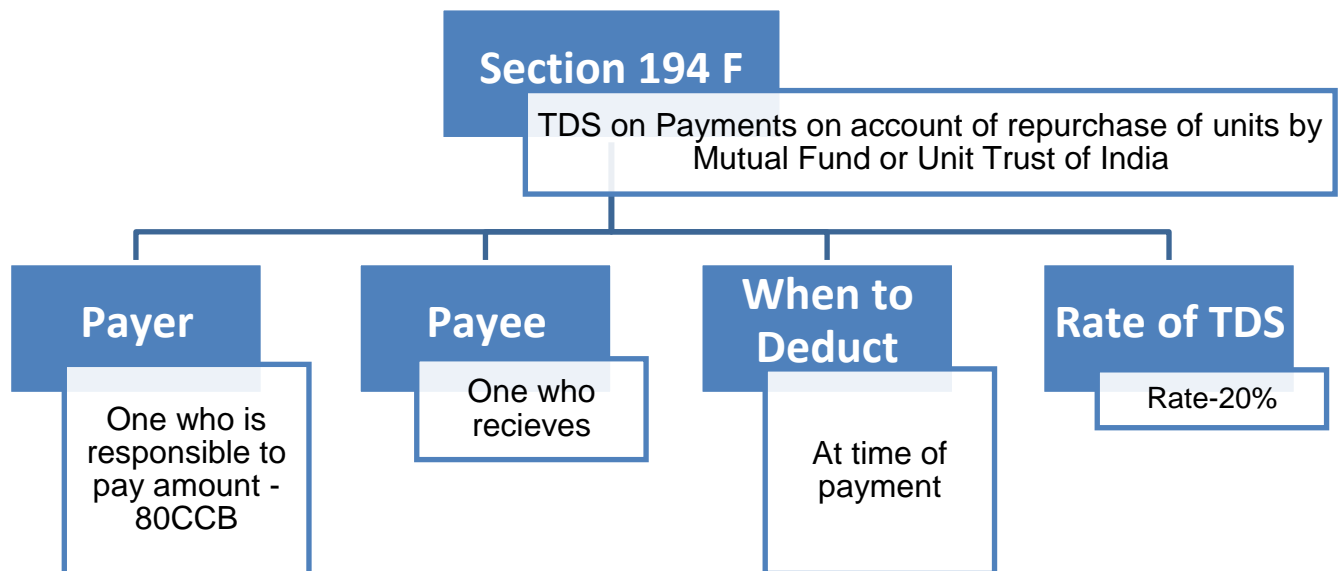 Section 194 F
TDS on Payments on account of repurchase of units by
Mutual Fund or Unit Trust of India
Payer
One who is
responsible to
pay amount -
80CCB
Payee
One who
recieves
When to
Deduct
At time of
payment
Rate of TDS
Rate-20%